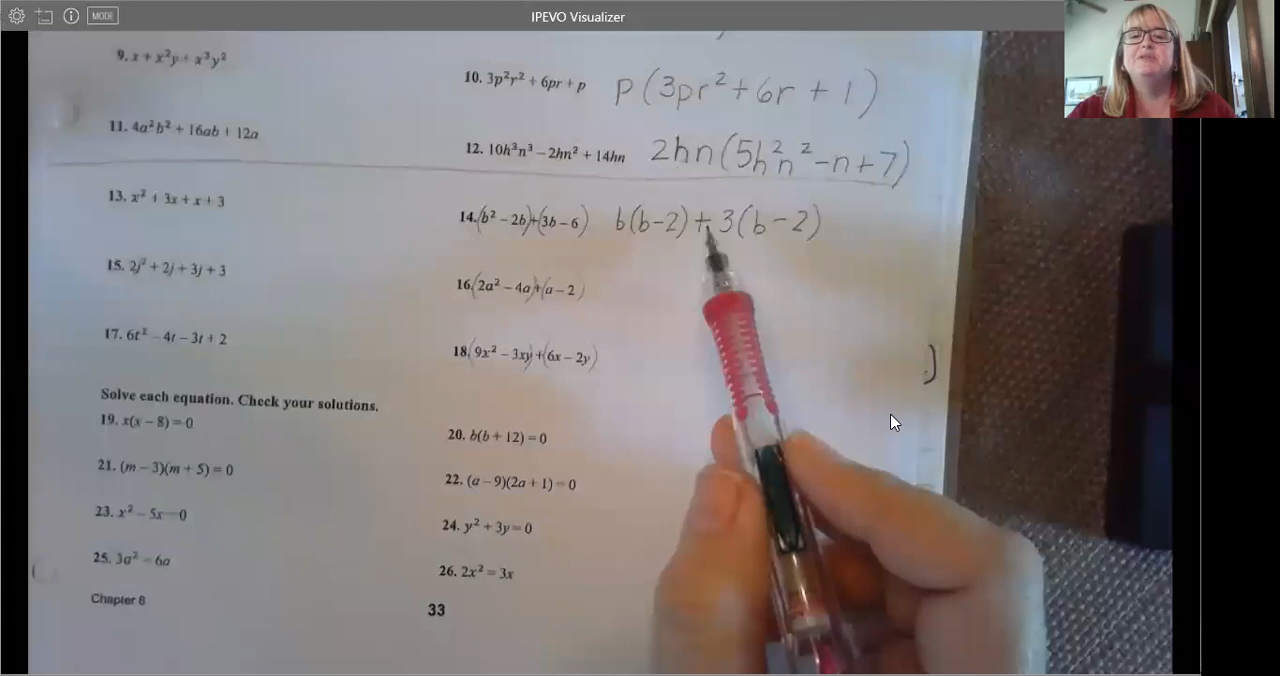 MODE
IPEVO Visualizer
9. x + x²y + x³y²
10. 3p²r² + 6pr + p p(3pr² + 6r + 1)
11. 4a²b² + 16ab + 12a
12. 10h³n³ – 2hn² + 14hn 2hn(5h²n² – n + 7)
13. x² + 3x + x + 3
14. (b² – 2b) + (3b – 6) b(b – 2) + 3(b – 2)
15. 2j² + 2j + 3j + 3
16. (2a² – 4a) + (a – 2)
17. 6t² – 4t – 3t + 2
18. (9x² – 3xy) + (6x – 2y)
Solve each equation. Check your solutions.
19. x(x – 8) = 0
20. b(b + 12) = 0
21. (m – 3)(m + 5) = 0
22. (a – 9)(2a + 1) = 0
23. x² – 5x = 0
24. y² + 3y = 0
25. 3a² = 6a
26. 2x² = 3x
Chapter 8
33